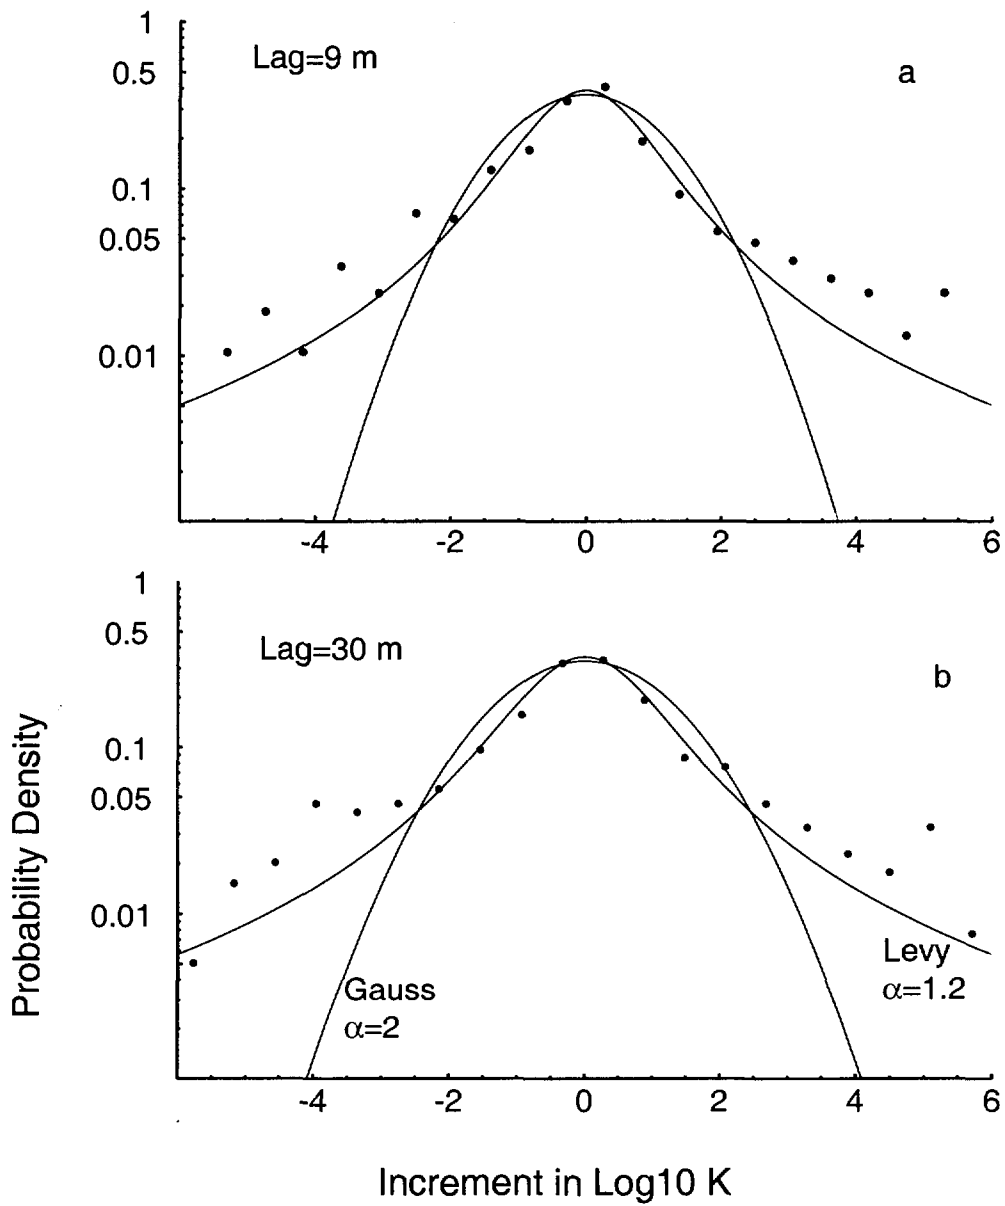 1
Lag=9 m
a
0.5
0.1
0.05
0.01
-4 -2 0 2 4 6
1
0.5
Lag=30 m
b
0.1
0.05
0.01
Levy
α=1.2
Gauss
α=2
-4 -2 0 2 4 6
Probability Density
Increment in Log10 K